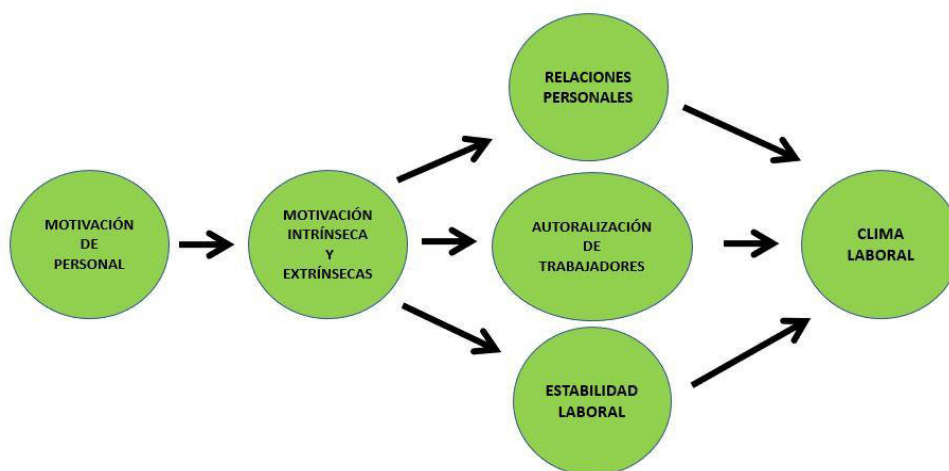 MOTIVACIÓN
DE
PERSONAL
MOTIVACIÓN
INTRÍNSECA
Y
EXTRÍNSECAS
RELACIONES
PERSONALES
AUTORALIZACIÓN
DE
TRABAJADORES
ESTABILIDAD
LABORAL
CLIMA
LABORAL